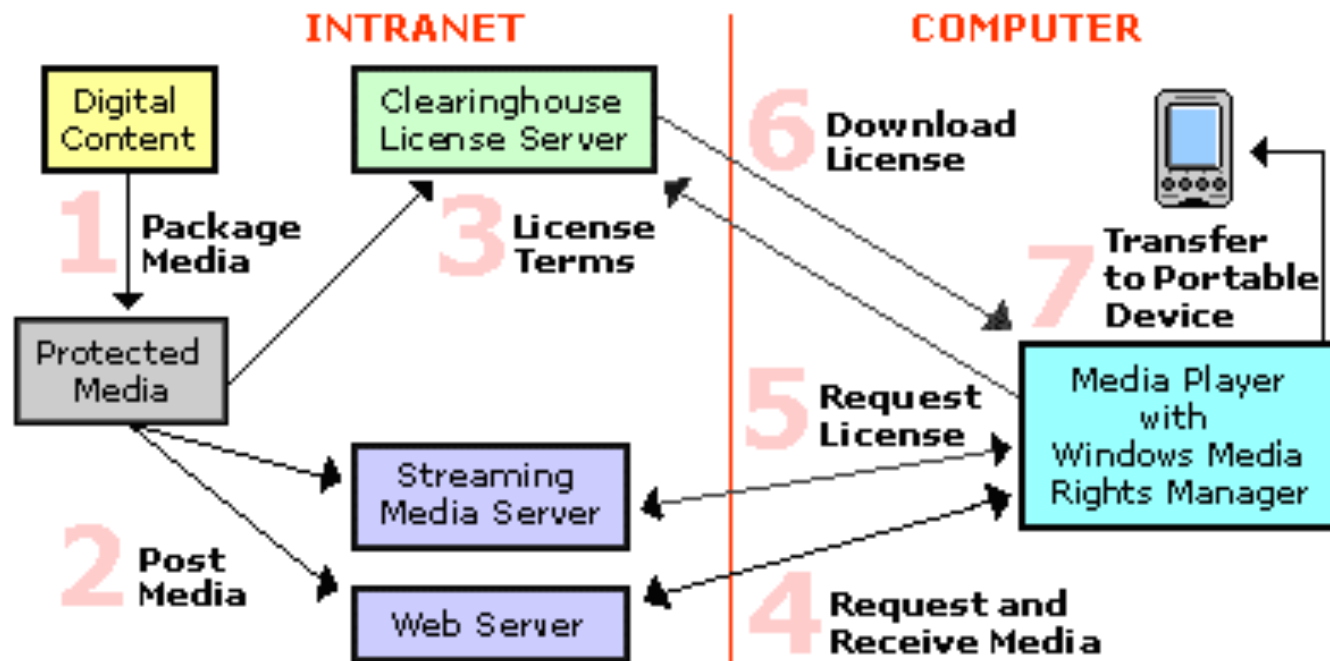 INTRANET
COMPUTER
Digital
Content
Clearinghouse
License Server
6
Download
License
1
Package
Media
3
License
Terms
7
Transfer
to Portable
Device
Protected
Media
Media Player
with
Windows Media
Rights Manager
5
Request
License
Streaming
Media Server
2
Post
Media
Web Server
4
Request and
Receive Media